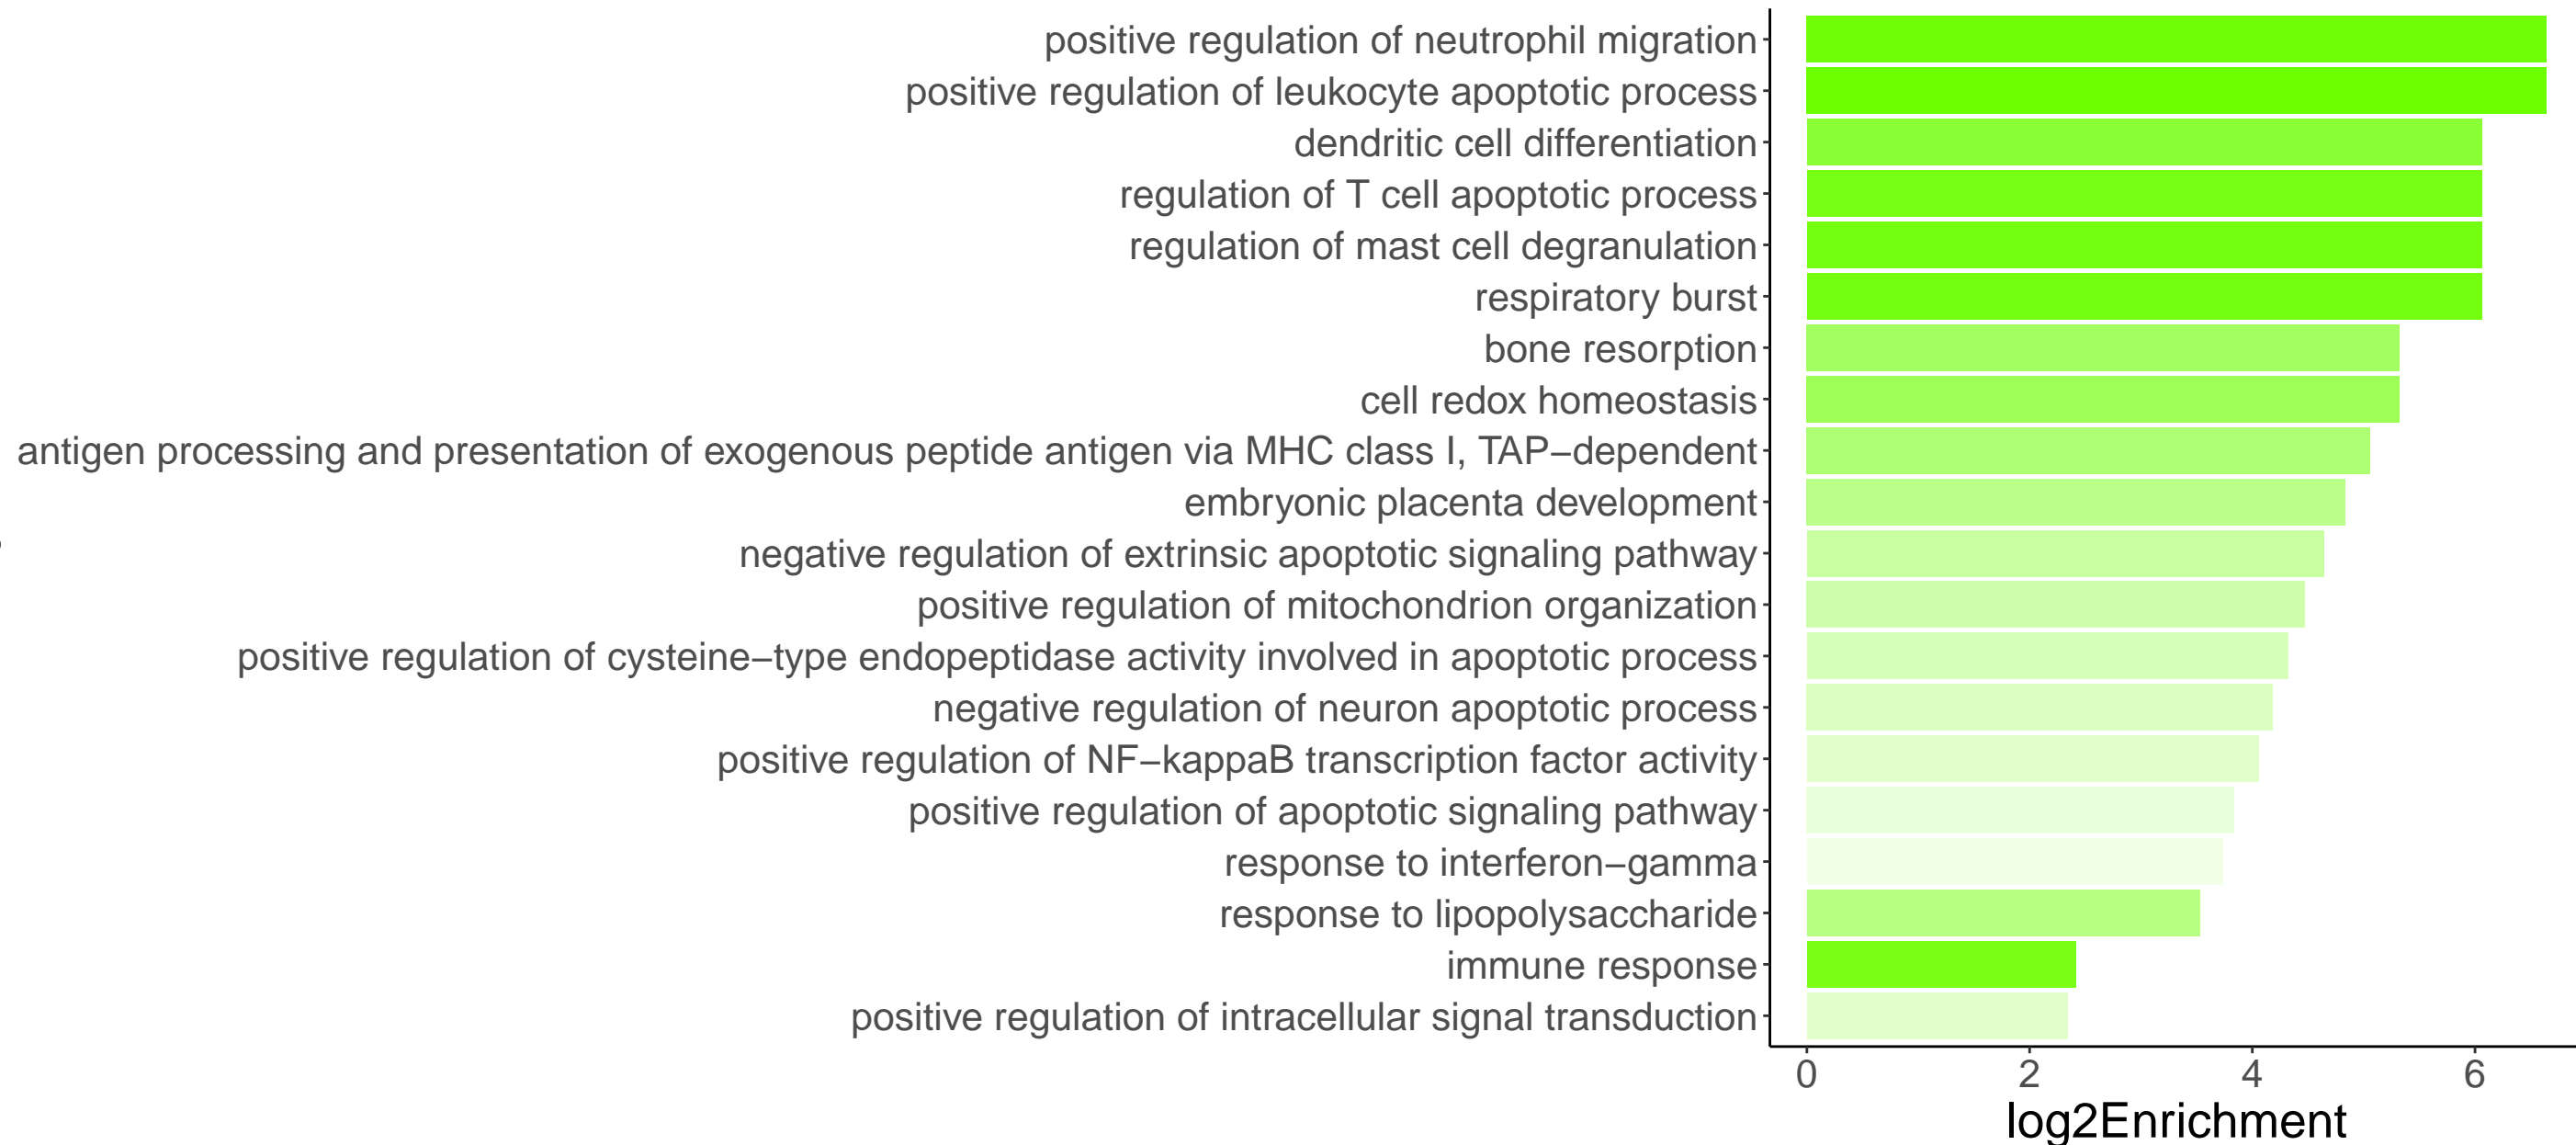 positive regulation of neutrophil migration
positive regulation of leukocyte apoptotic process
dendritic cell differentiation
regulation of T cell apoptotic process
regulation of mast cell degranulation
respiratory burst
bone resorption
cell redox homeostasis
antigen processing and presentation of exogenous peptide antigen via MHC class I, TAP−dependent
embryonic placenta development
negative regulation of extrinsic apoptotic signaling pathway
positive regulation of mitochondrion organization
positive regulation of cysteine−type endopeptidase activity involved in apoptotic process
negative regulation of neuron apoptotic process
positive regulation of NF−kappaB transcription factor activity
positive regulation of apoptotic signaling pathway
response to interferon−gamma
response to lipopolysaccharide
immune response
positive regulation of intracellular signal transduction
0 2 4 6
log2Enrichment